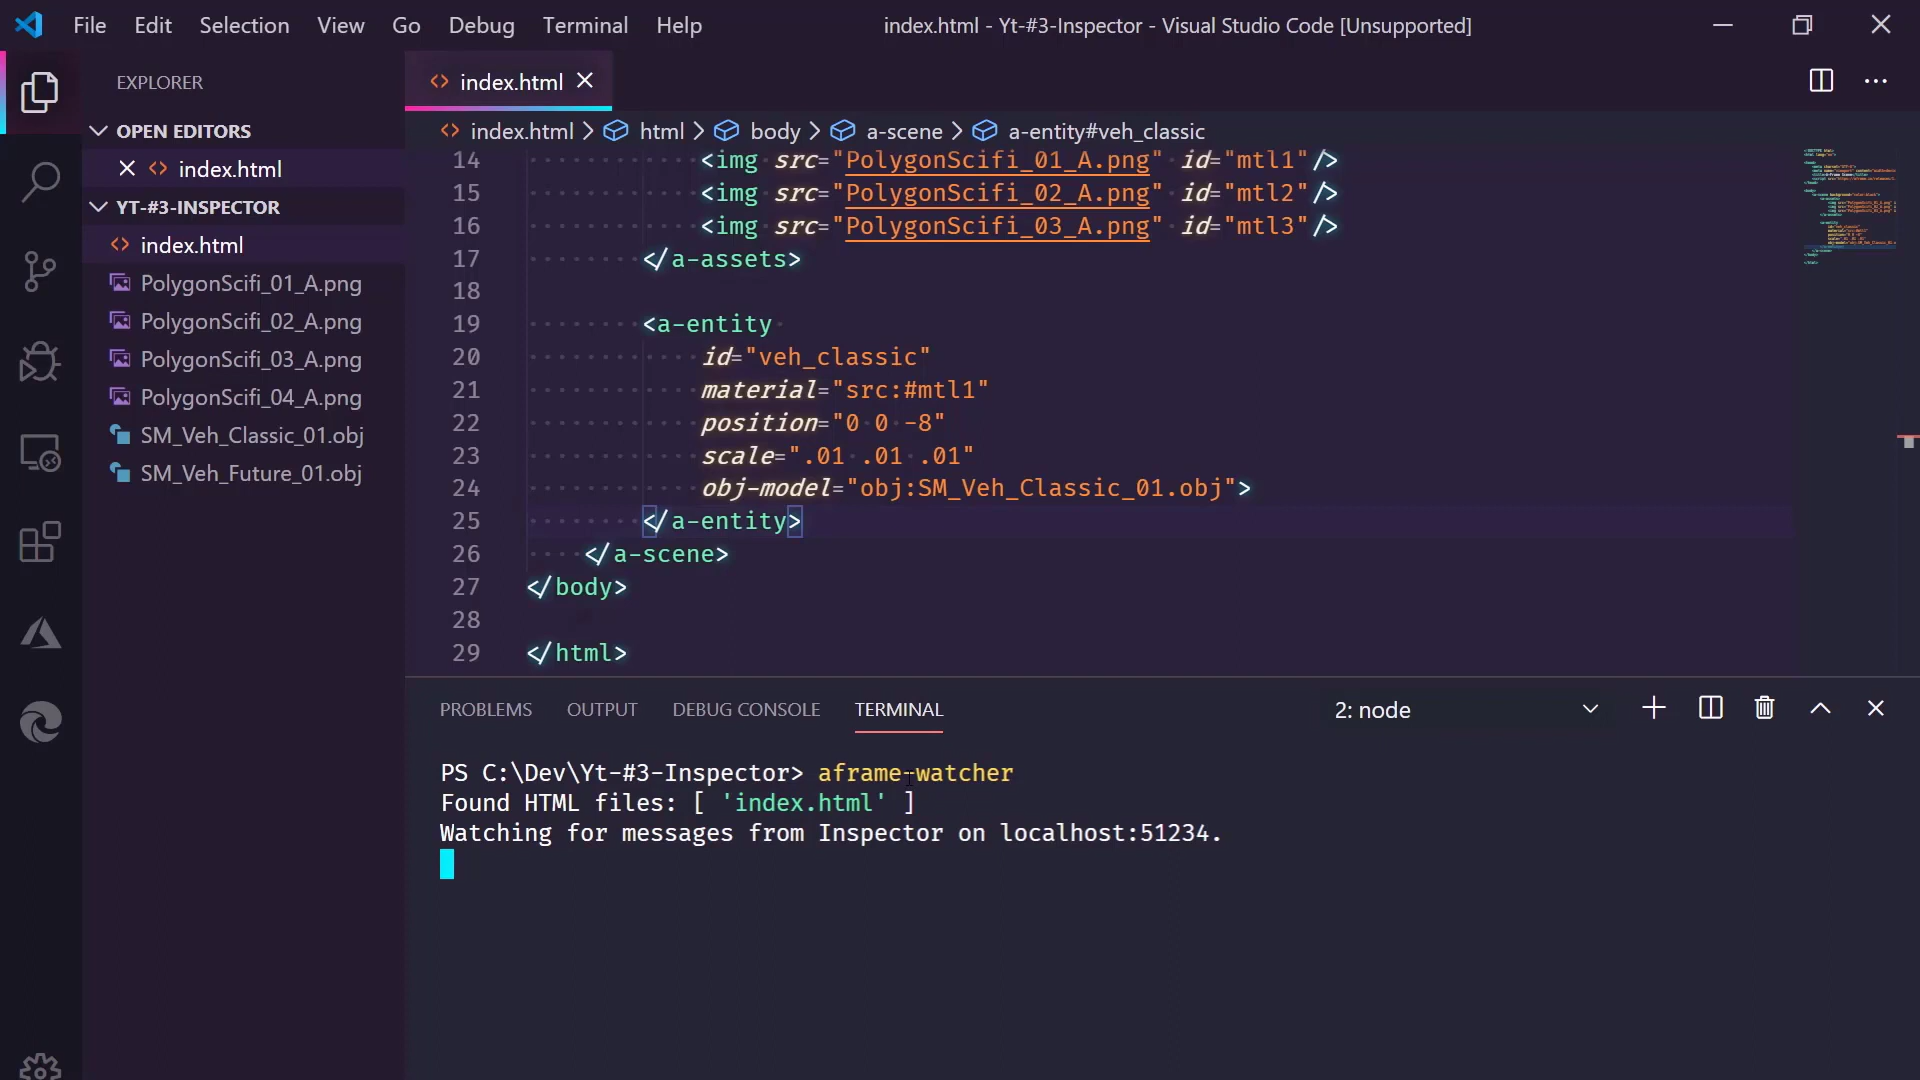 File Edit Selection View Go Debug Terminal Help
index.html - Yt-#3-Inspector - Visual Studio Code [Unsupported]
EXPLORER
OPEN EDITORS
index.html
YT-#3-INSPECTOR
index.html
PolygonScifi_01_A.png
PolygonScifi_02_A.png
PolygonScifi_03_A.png
PolygonScifi_04_A.png
SM_Veh_Classic_01.obj
SM_Veh_Future_01.obj
index.html
index.html > html > body > a-scene > a-entity#veh_classic
14 <img src="PolygonScifi_01_A.png" id="mtl1"/>
15 <img src="PolygonScifi_02_A.png" id="mtl2"/>
16 <img src="PolygonScifi_03_A.png" id="mtl3"/>
17 </a-assets>
18
19 <a-entity
20 id="veh_classic"
21 material="src:#mtl1"
22 position="0 0 -8"
23 scale=".01 .01 .01"
24 obj-model="obj:SM_Veh_Classic_01.obj">
25 </a-entity>
26 </a-scene>
27 </body>
28
29 </html>
PROBLEMS OUTPUT DEBUG CONSOLE TERMINAL 2: node
PS C:\Dev\Yt-#3-Inspector> aframe-watcher
Found HTML files: [ 'index.html' ]
Watching for messages from Inspector on localhost:51234.